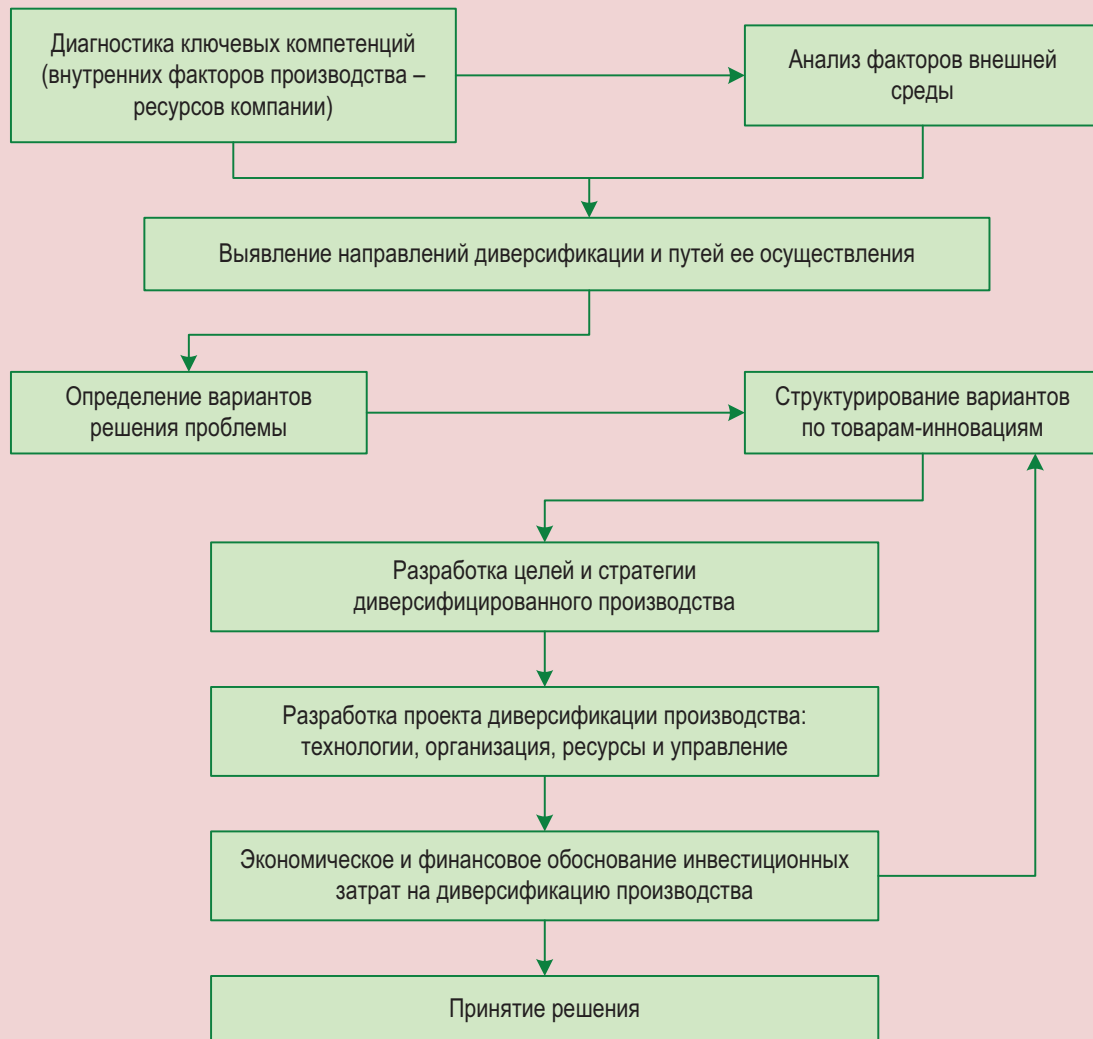 Диагностика ключевых компетенций
(внутренних факторов производства –
ресурсов компании)
Анализ факторов внешней
среды
Выявление направлений диверсификации и путей ее осуществления
Определение вариантов
решения проблемы
Структурирование вариантов
по товарам-инновациям
Разработка целей и стратегии
диверсифицированного производства
Разработка проекта диверсификации производства:
технологии, организация, ресурсы и управление
Экономическое и финансовое обоснование инвестиционных
затрат на диверсификацию производства
Принятие решения